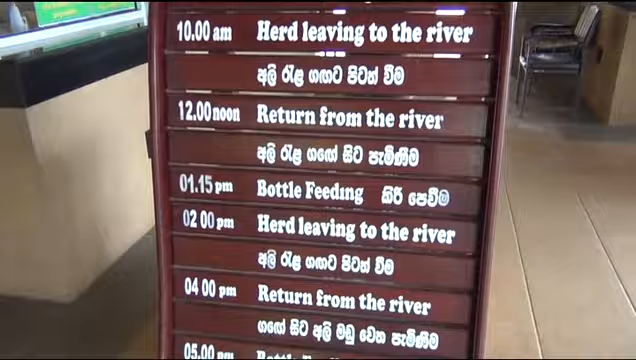 10.00 am Herd leaving to the river
අලි රැළ ගඟට පිටත් වීම
12.00 noon Return from the river
අලි රැළ ගඟේ සිට පැමිණීම
01.15 pm Bottle Feeding කිරි පෙවීම
02 00 pm Herd leaving to the river
අලි රැළ ගඟට පිටත් වීම
04 00 pm Return from the river
ගඟේ සිට අලි මඩු වෙත පැමිණීම
05.00 pm